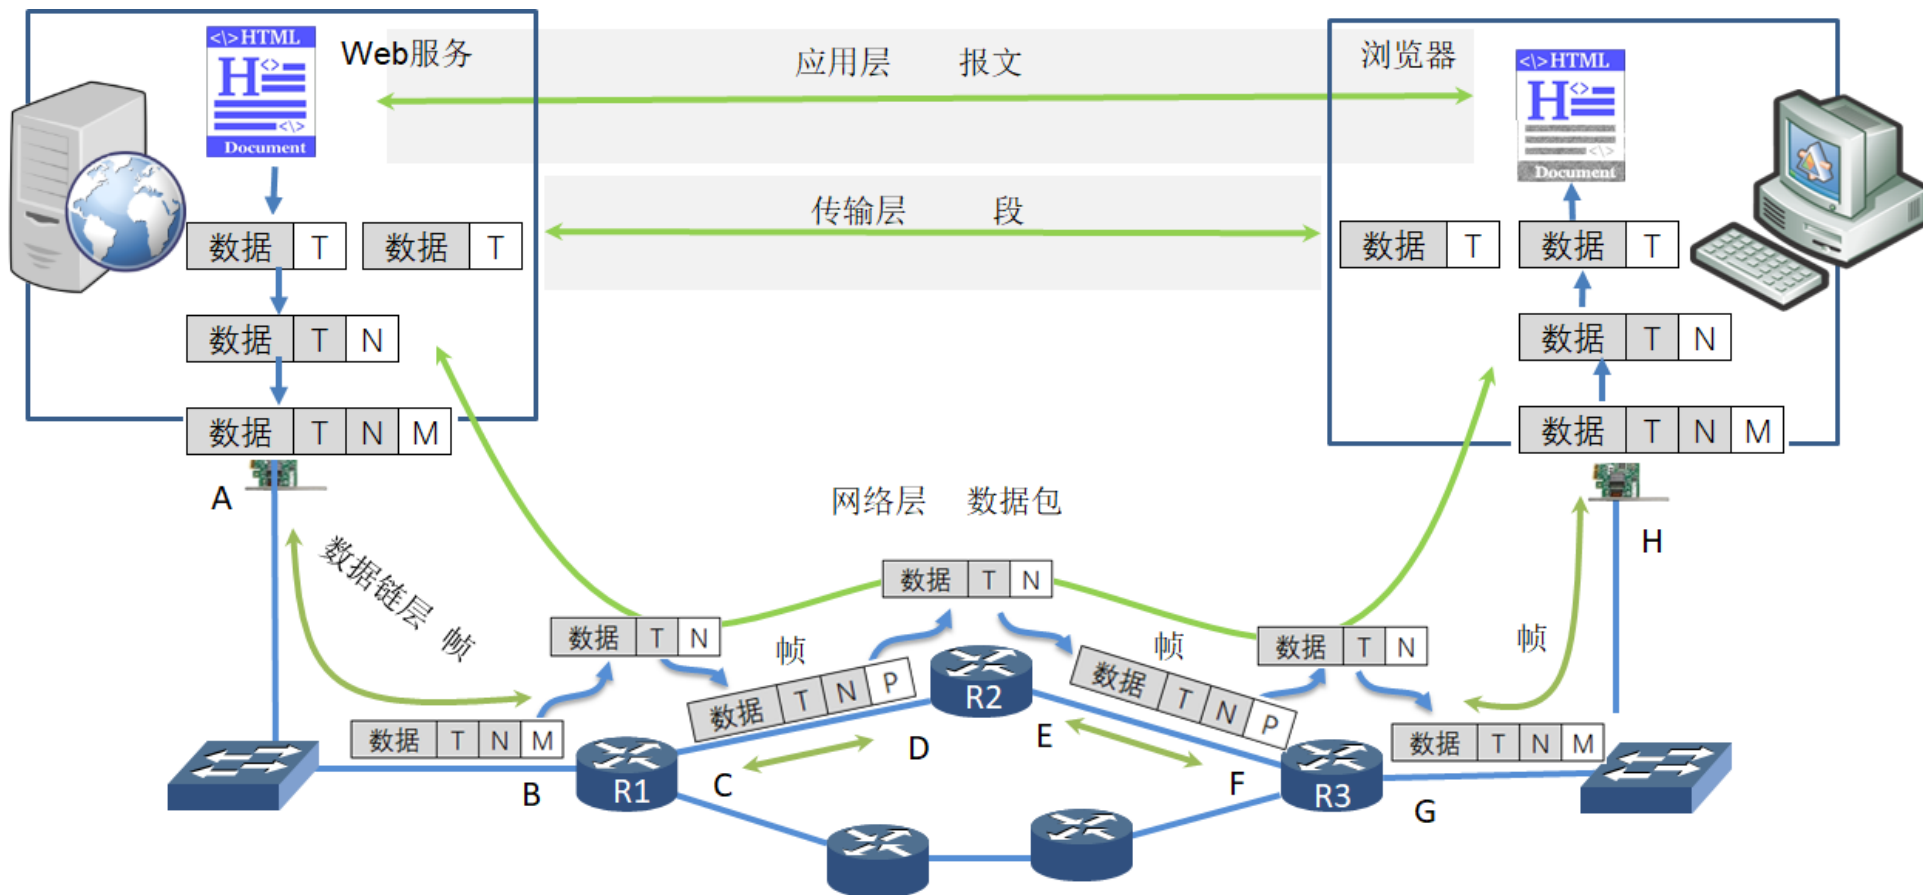 <\>HTML
H
<>
<\>
Document
Web服务
应用层 报文
浏览器
<\>HTML
H
<>
<\>
Document
传输层 段
数据 T
数据 T
数据 T
数据 T
数据 T N
数据 T N
数据 T N M
数据 T N M
A
H
网络层 数据包
数据链层 帧
数据 T N
数据 T N
数据 T N
帧
帧
帧
数据 T N P
数据 T N P
数据 T N M
数据 T N M
R1
R2
R3
B
C
D
E
F
G